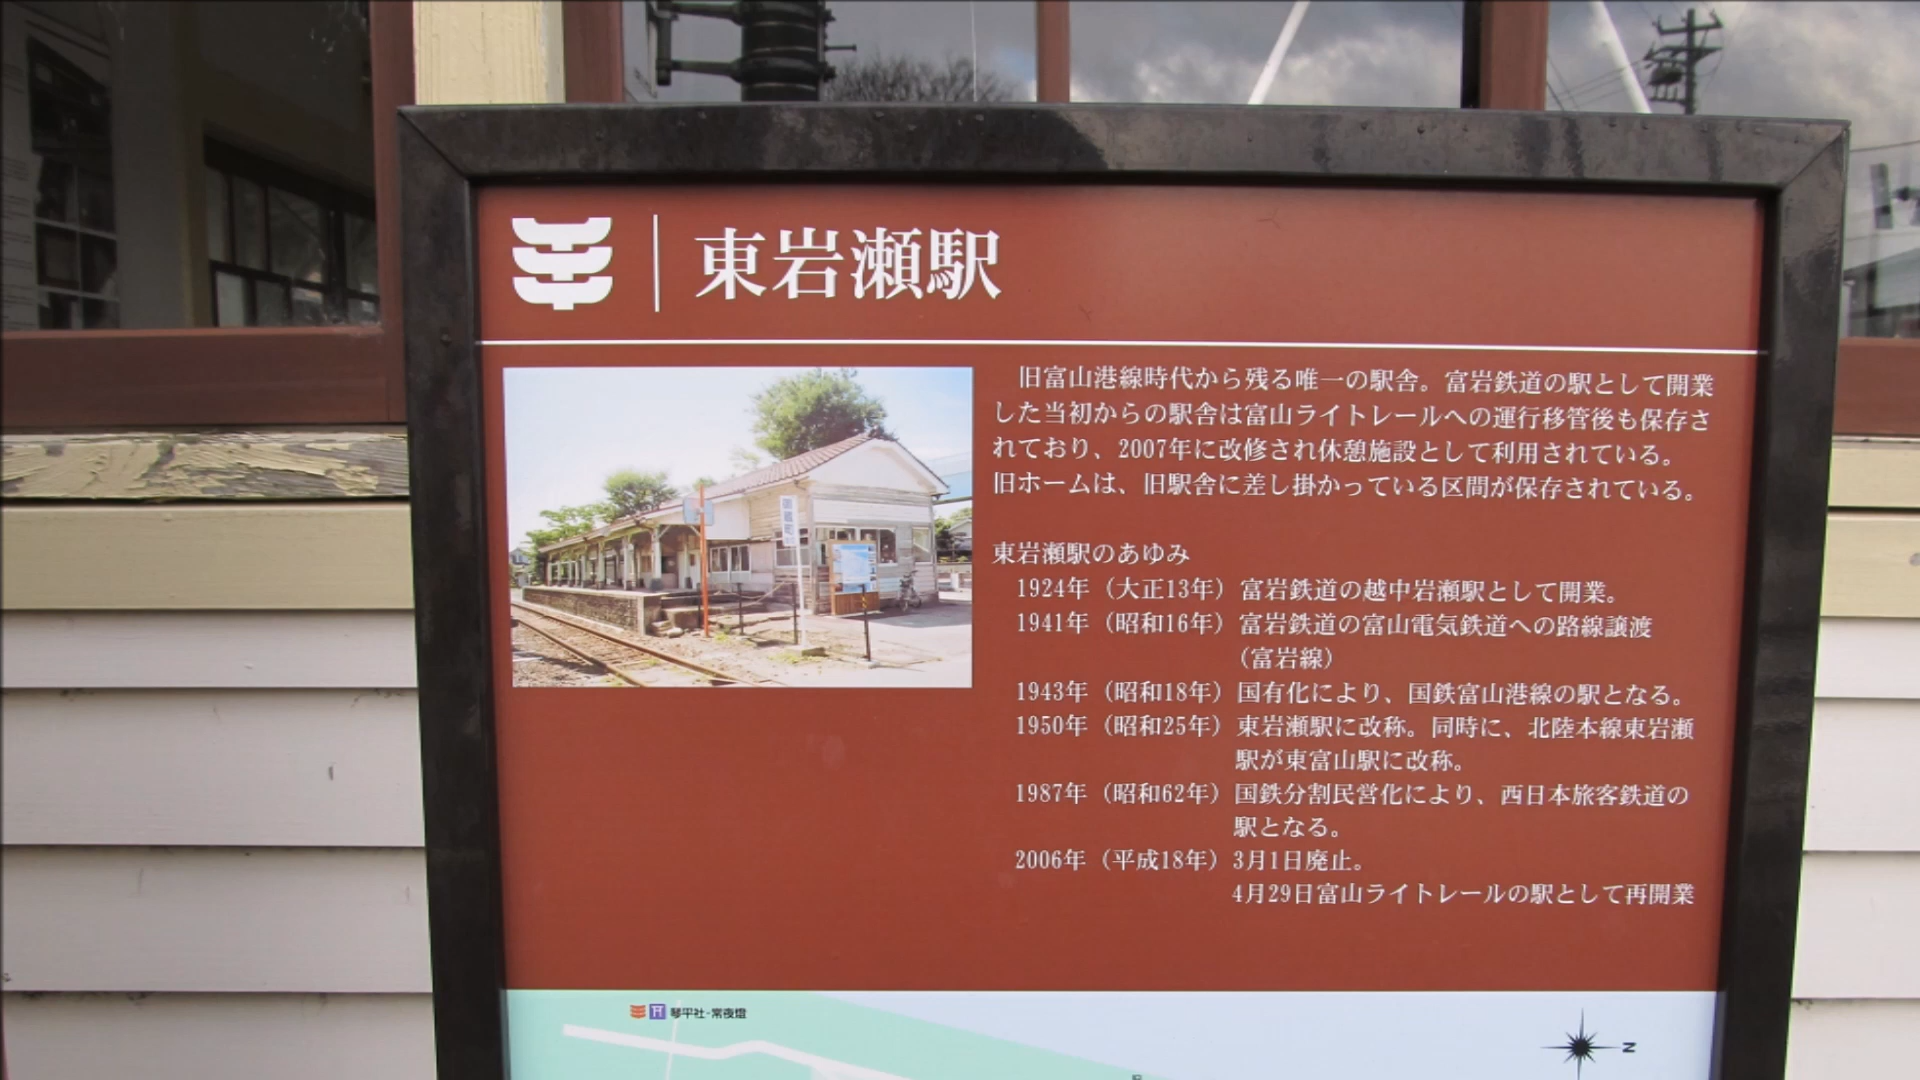 東岩瀬駅
旧富山港線時代から残る唯一の駅舎。富岩鉄道の駅として開業
した当初からの駅舎は富山ライトレールへの運行移管後も保存さ
れており、2007年に改修され休憩施設として利用されている。
旧ホームは、旧駅舎に差し掛かっている区間が保存されている。
東岩瀬駅のあゆみ
1924年（大正13年）富岩鉄道の越中岩瀬駅として開業。
1941年（昭和16年）富岩鉄道の富山電気鉄道への路線譲渡
（富岩線）
1943年（昭和18年）国有化により、国鉄富山港線の駅となる。
1950年（昭和25年）東岩瀬駅に改称。同時に、北陸本線東岩瀬
駅が東富山駅に改称。
1987年（昭和62年）国鉄分割民営化により、西日本旅客鉄道の
駅となる。
2006年（平成18年）3月1日廃止。
4月29日富山ライトレールの駅として再開業
琴平社·常夜燈
N